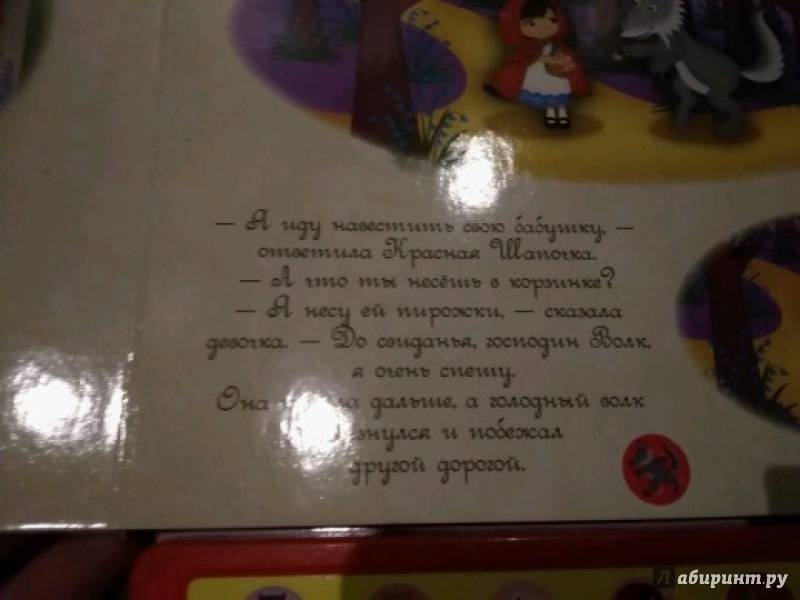 — Я иду навестить свою бабушку, —
ответила Красная Шапочка.
— А что ты несёшь в корзинке?
— Я несу ей пирожки, — сказала
девочка. — До свиданья, господин Волк,
я очень спешу.
Она дальше, а голодный волк
и побежал
другой дорогой.
Лабиринт.ру